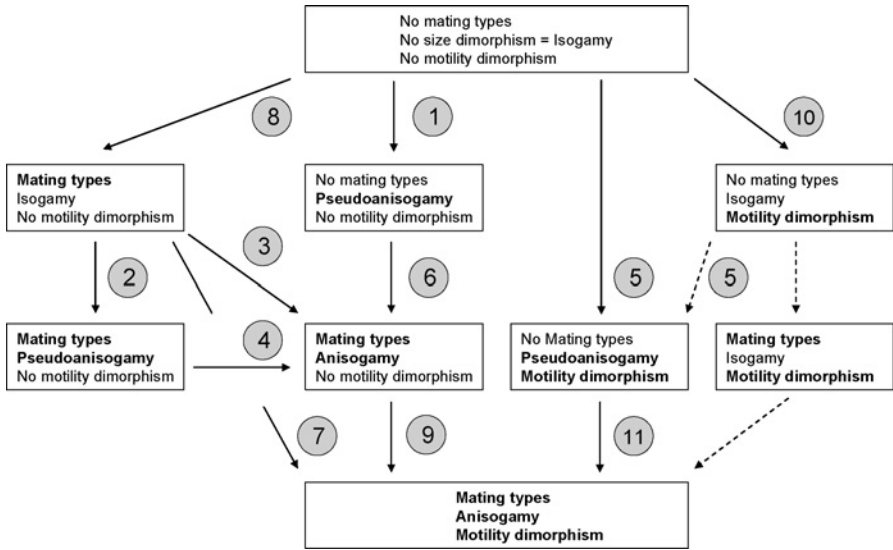 No mating types
No size dimorphism = Isogamy
No motility dimorphism
8
1
10
Mating types
Isogamy
No motility dimorphism
No mating types
Pseudoanisogamy
No motility dimorphism
No mating types
Isogamy
Motility dimorphism
3
2
6
5
5
Mating types
Pseudoanisogamy
No motility dimorphism
4
Mating types
Anisogamy
No motility dimorphism
No Mating types
Pseudoanisogamy
Motility dimorphism
Mating types
Isogamy
Motility dimorphism
7
9
11
Mating types
Anisogamy
Motility dimorphism